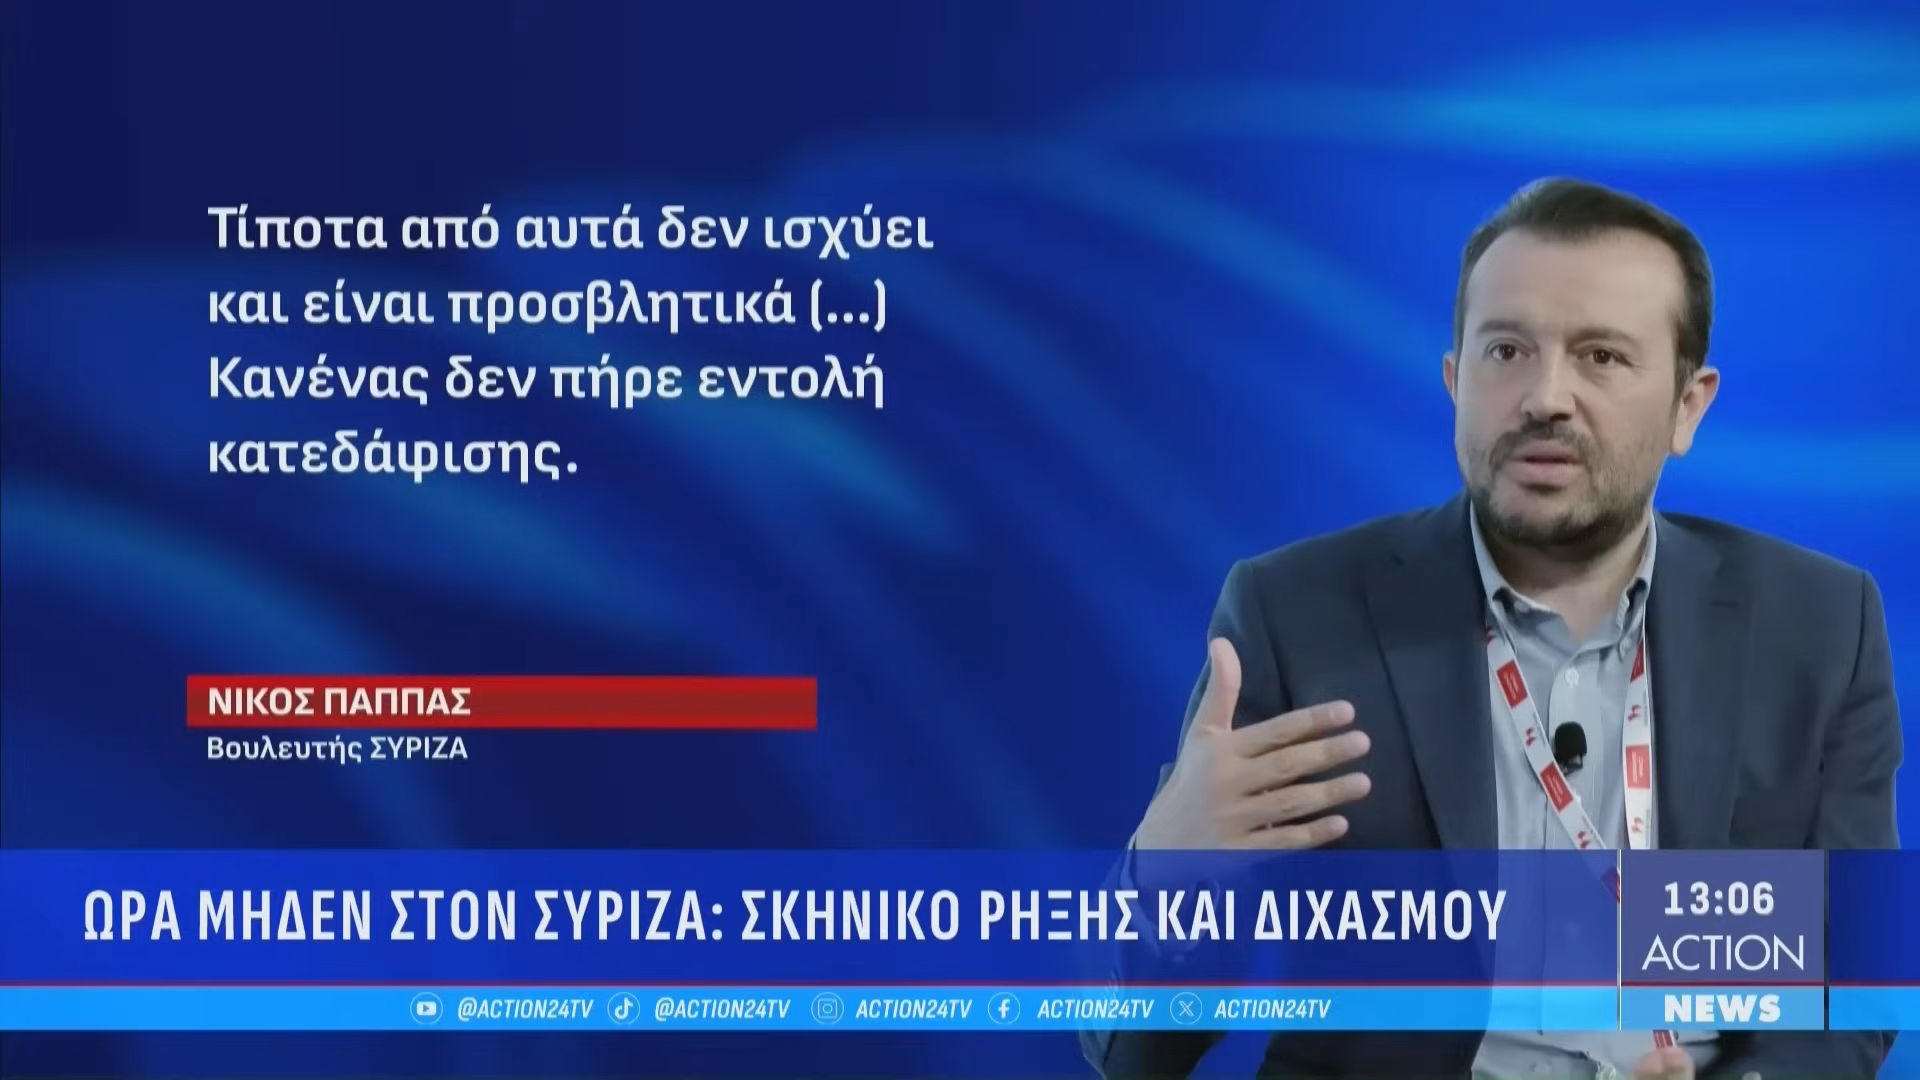 Τίποτα από αυτά δεν ισχύει
και είναι προσβλητικά (...)
Κανένας δεν πήρε εντολή
κατεδάφισης.
ΝΙΚΟΣ ΠΑΠΠΑΣ
Βουλευτής ΣΥΡΙΖΑ
ΩΡΑ ΜΗΔΕΝ ΣΤΟΝ ΣΥΡΙΖΑ: ΣΚΗΝΙΚΟ ΡΗΞΗΣ ΚΑΙ ΔΙΧΑΣΜΟΥ
13:06
ACTION
NEWS
@ACTION24TV @ACTION24TV ACTION24TV ACTION24TV ACTION24TV